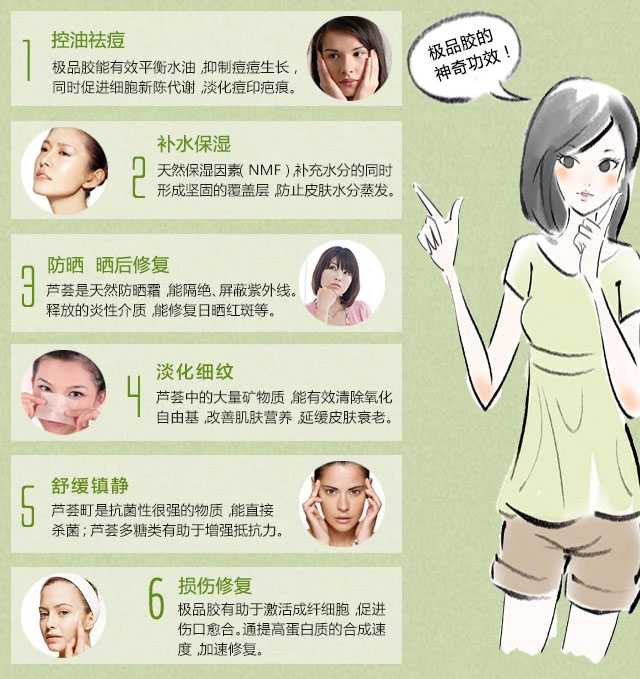 极品胶的
神奇功效！
1
控油祛痘
极品胶能有效平衡水油，抑制痘痘生长，
同时促进细胞新陈代谢，淡化痘印疤痕。
2
补水保湿
天然保湿因素（NMF），补充水分的同时
形成坚固的覆盖层，防止皮肤水分蒸发。
3
防晒 晒后修复
芦荟是天然防晒霜，能隔绝、屏蔽紫外线。
释放的炎性介质，能修复日晒红斑等。
4
淡化细纹
芦荟中的大量矿物质，能有效清除氧化
自由基，改善肌肤营养，延缓皮肤衰老。
5
舒缓镇静
芦荟町是抗菌性很强的物质，能直接
杀菌；芦荟多糖类有助于增强抵抗力。
6
损伤修复
极品胶有助于激活成纤细胞，促进
伤口愈合。通提高蛋白质的合成速
度，加速修复。